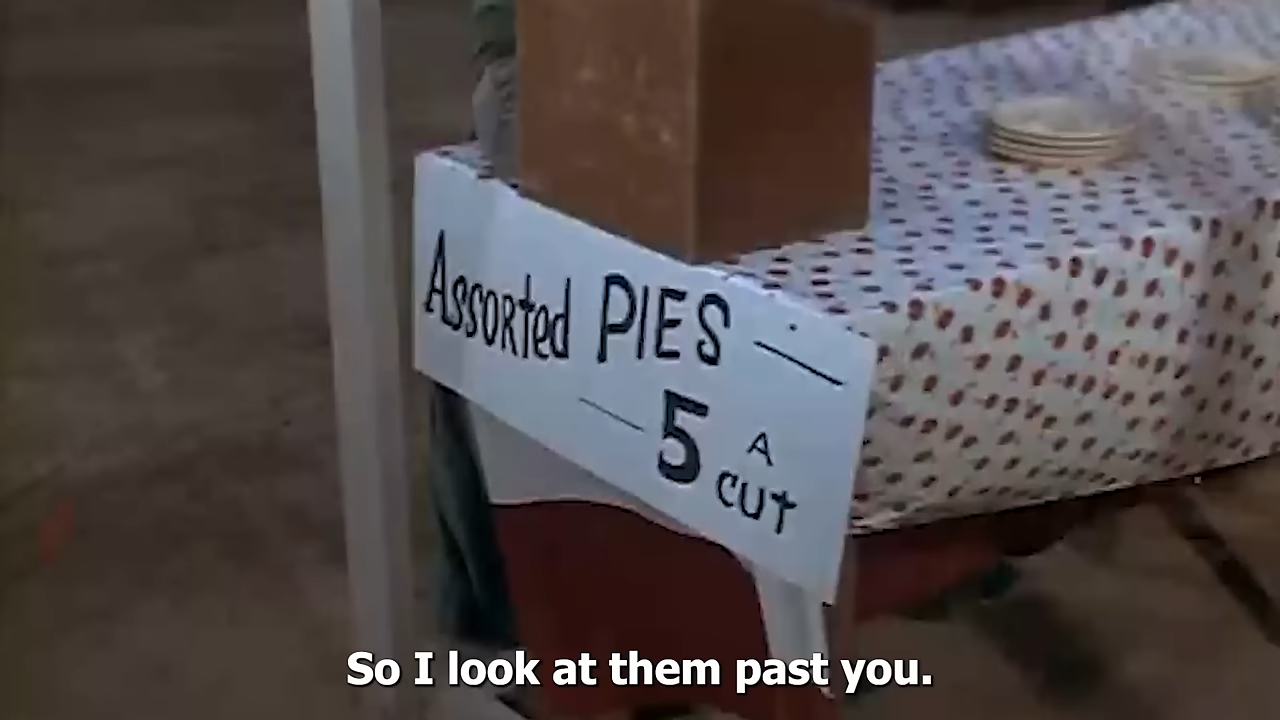 Assorted PIES —
— 5 A CUT
So I look at them past you.